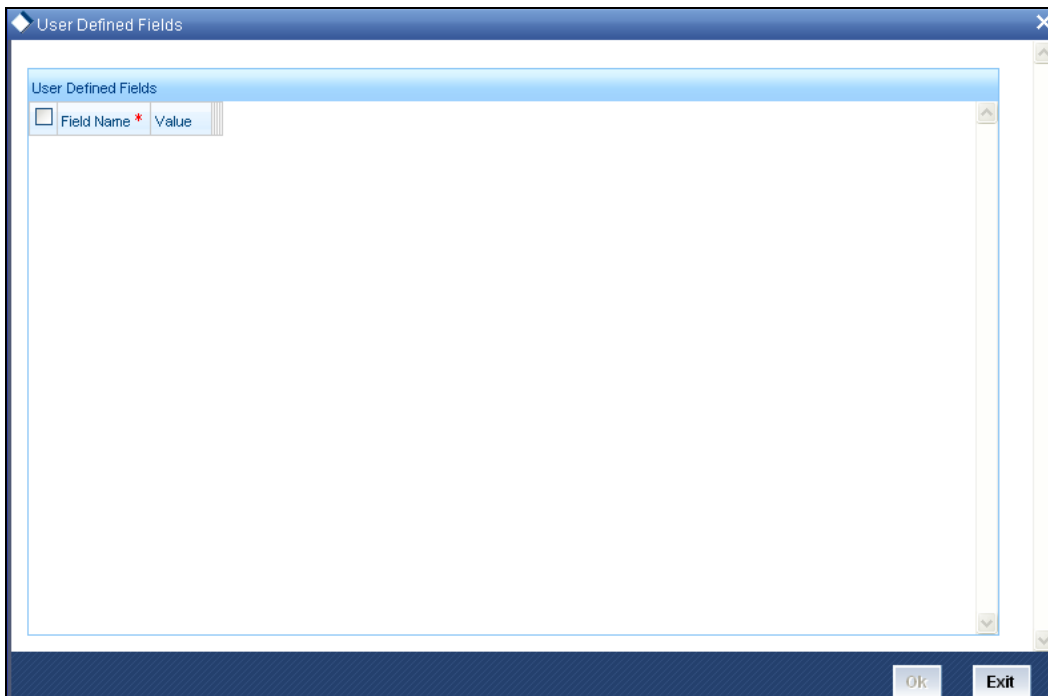 User Defined Fields
User Defined Fields
Field Name * Value
Ok Exit